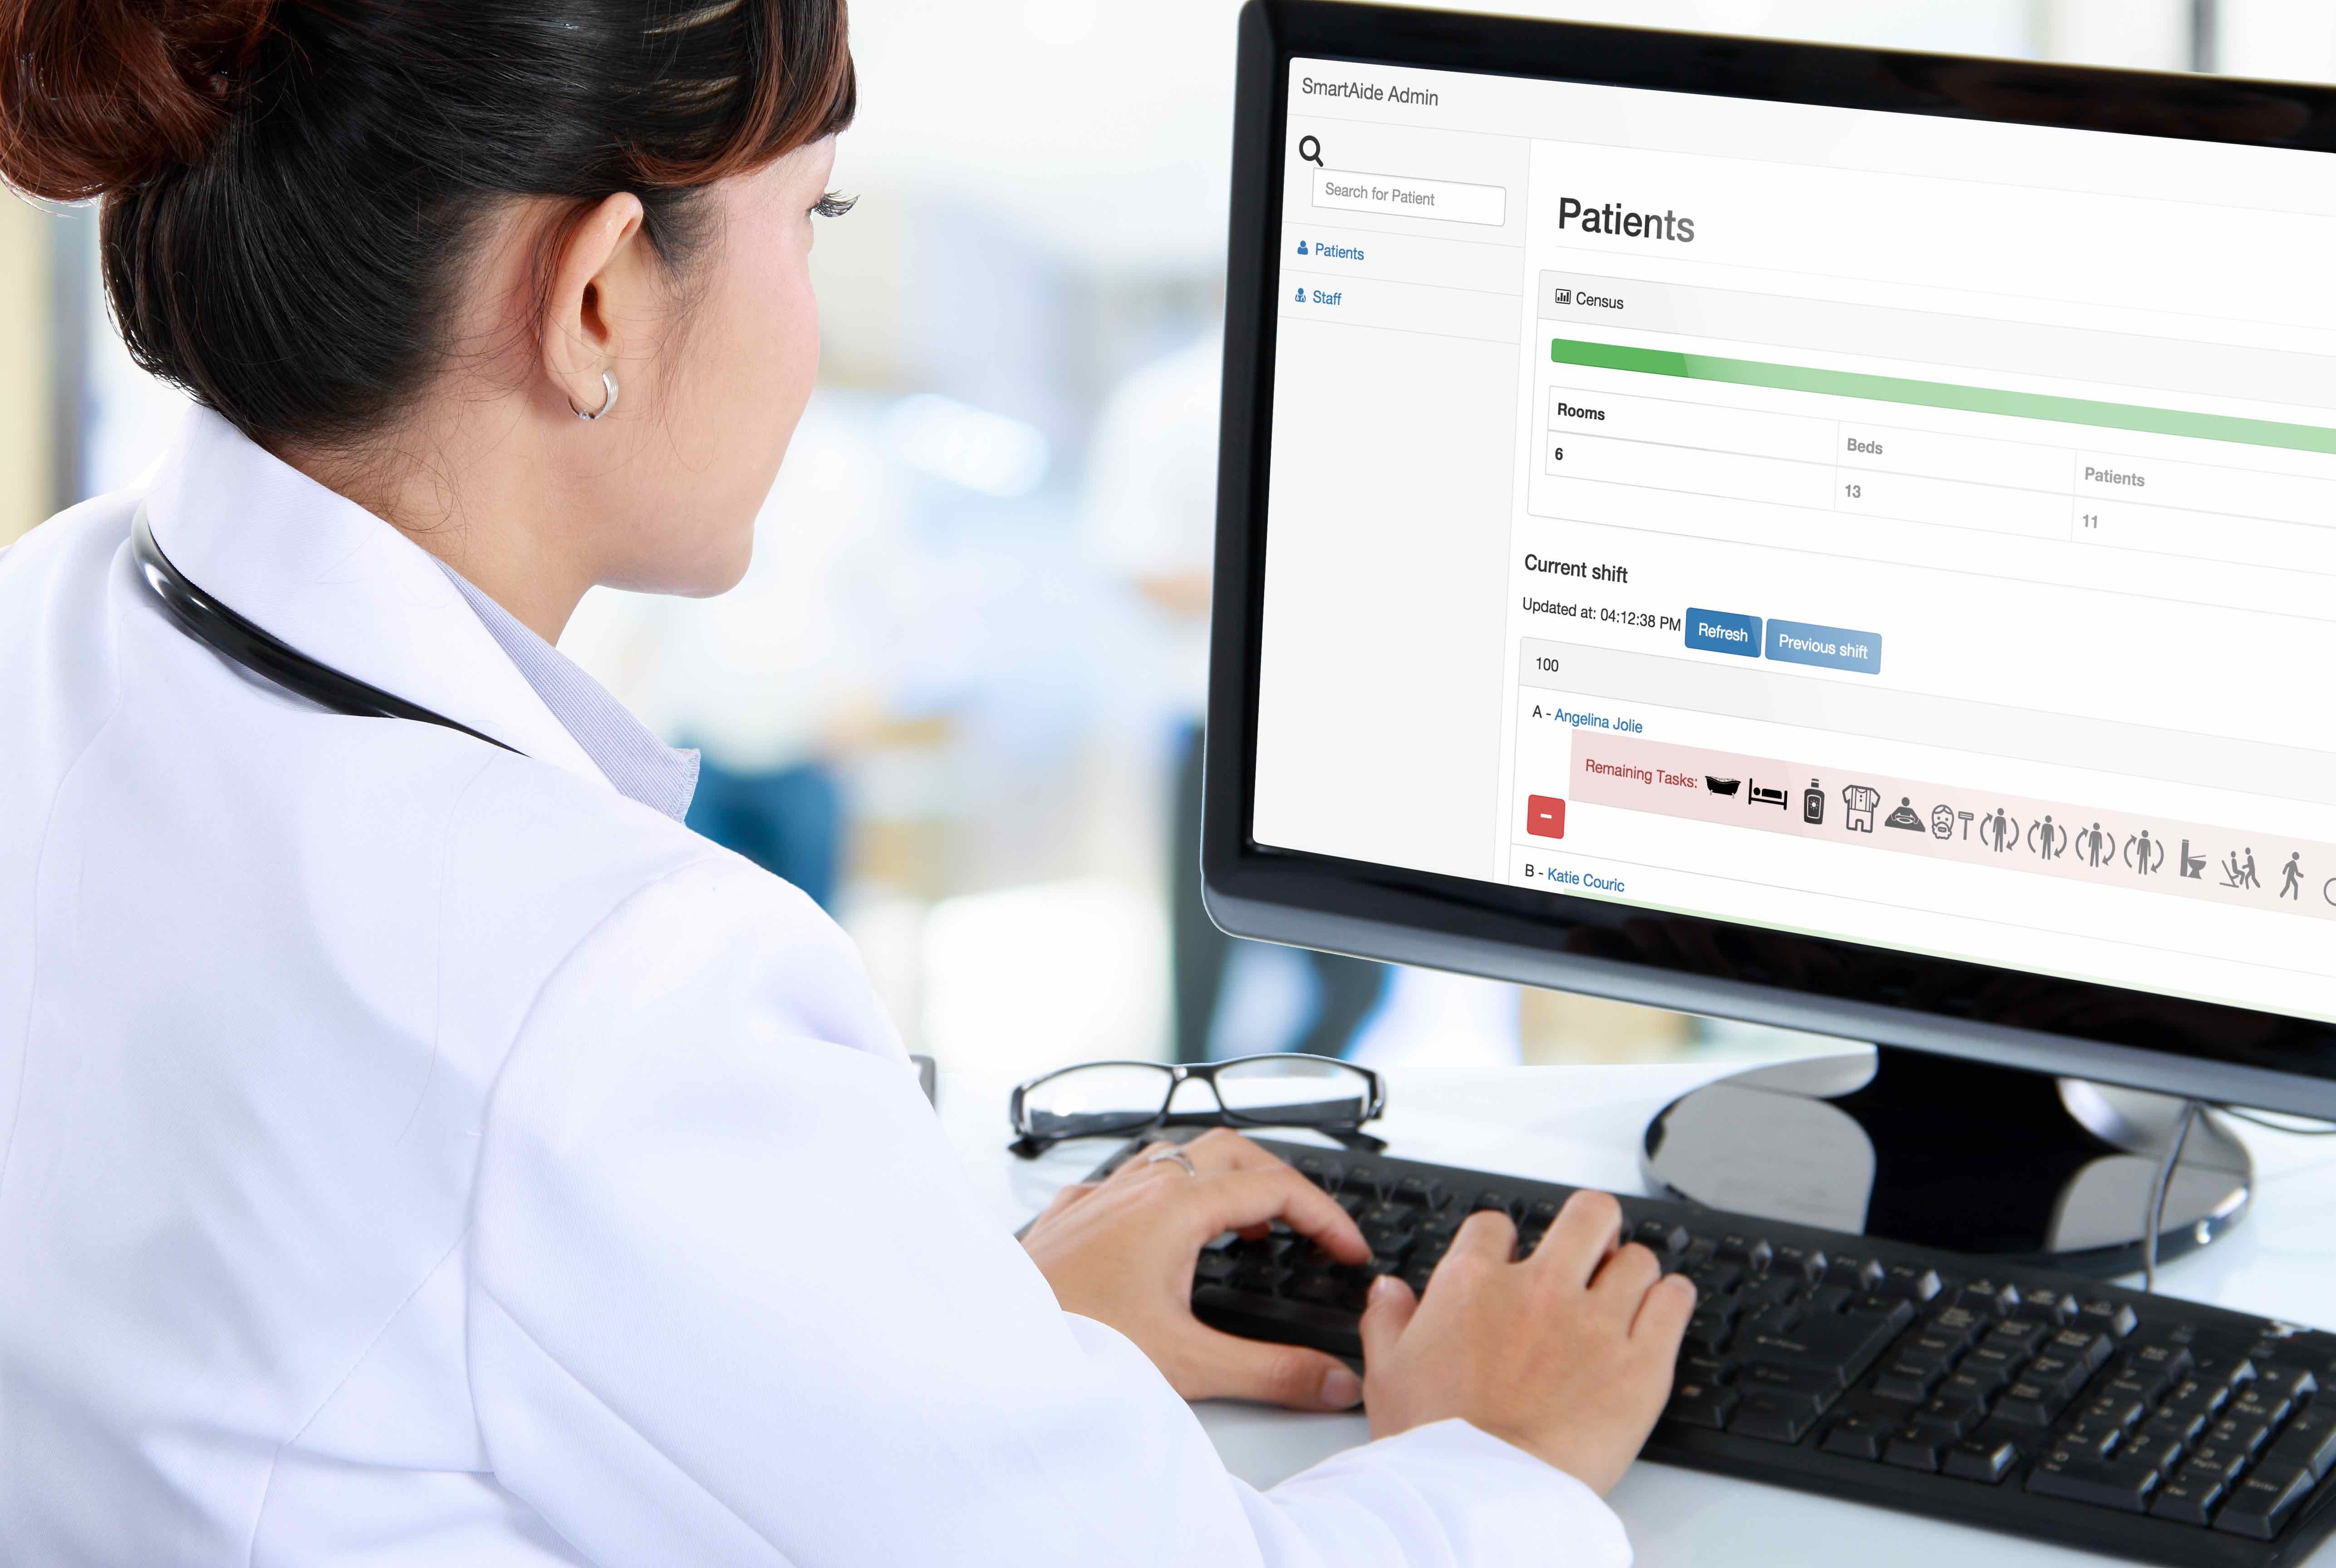 SmartAide Admin
Search for Patient
Patients
Staff
Patients
Census
Rooms Beds Patients
6 13 11
Current shift
Updated at: 04:12:38 PM Refresh Previous shift
100
A - Angelina Jolie
Remaining Tasks:
B - Katie Couric